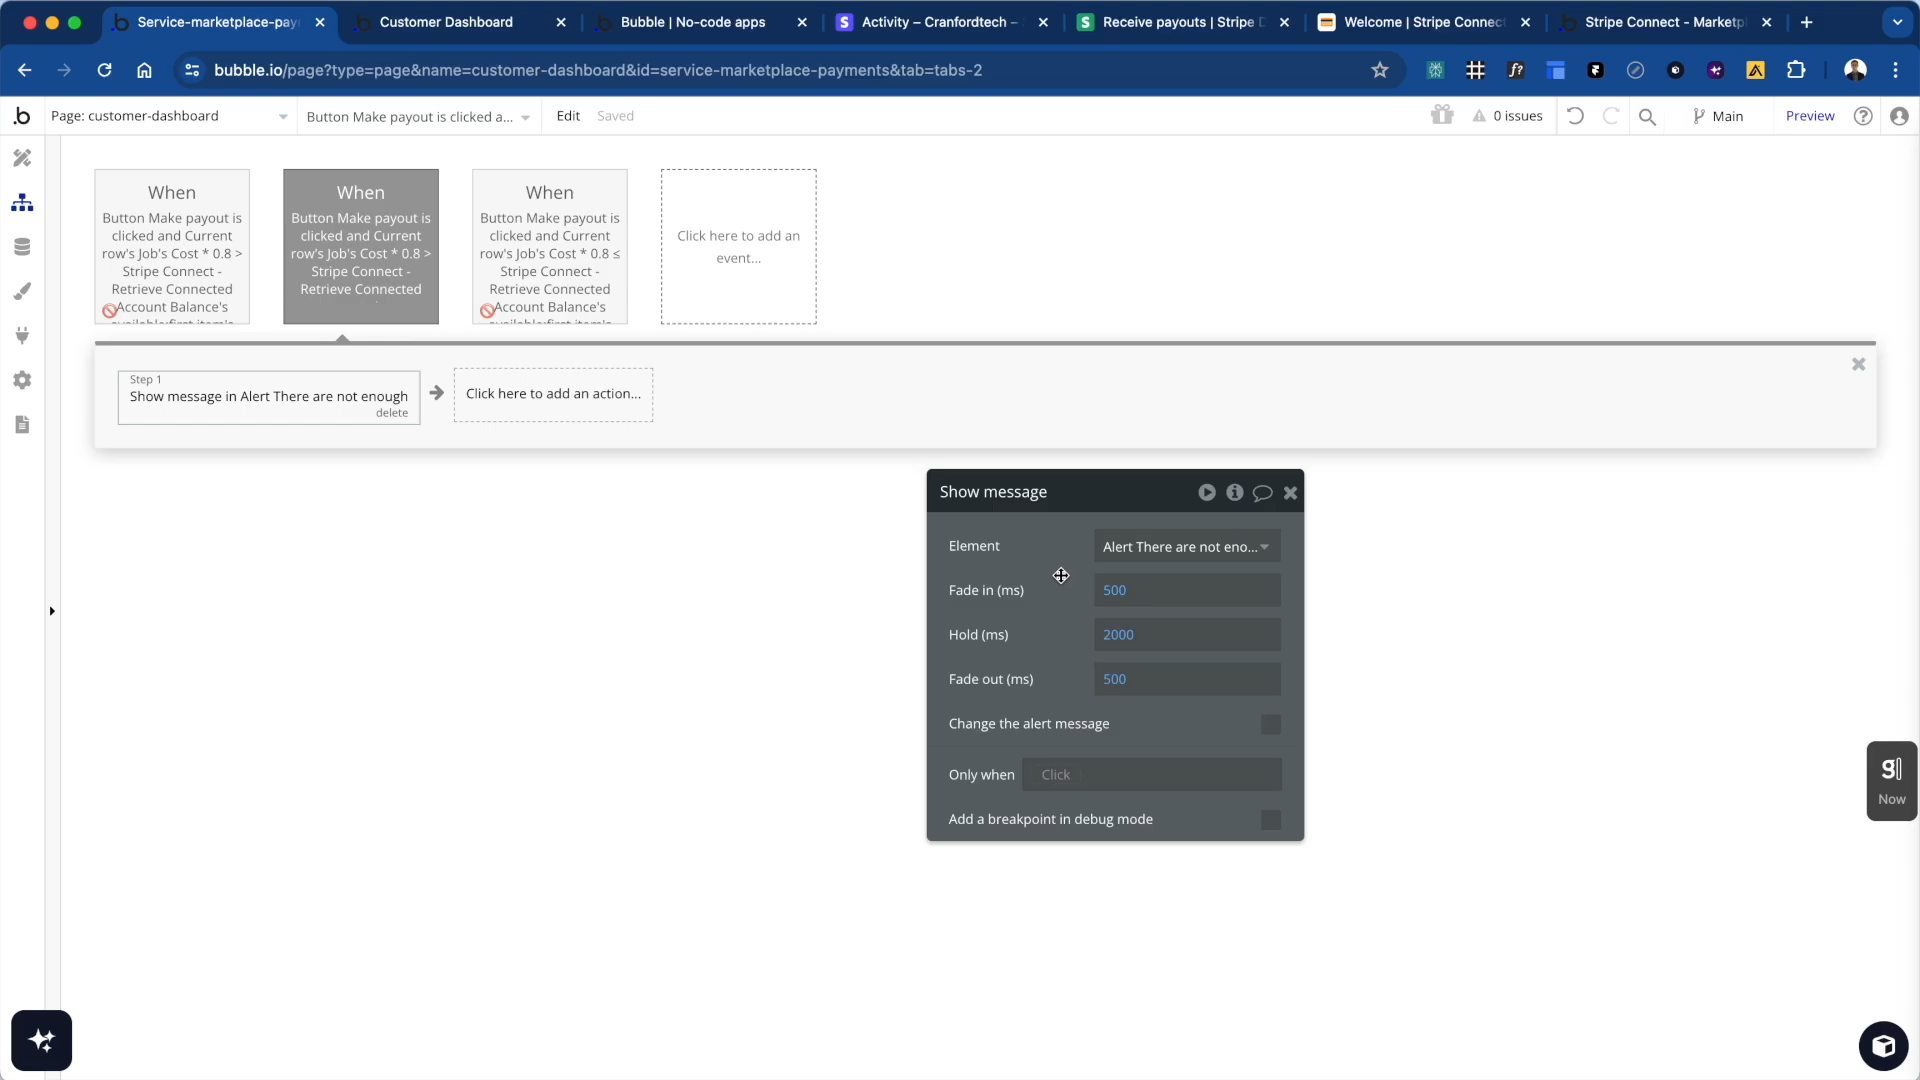 Service-marketplace-pay
Customer Dashboard
Bubble | No-code apps
Activity – Cranfordtech –
Receive payouts | Stripe D
Welcome | Stripe Connect
Stripe Connect - Marketpl
bubble.io/page?type=page&name=customer-dashboard&id=service-marketplace-payments&tab=tabs-2
Page: customer-dashboard
Button Make payout is clicked a...
Edit
Saved
0 issues
Main
Preview
When
Button Make payout is
clicked and Current
row's Job's Cost * 0.8 >
Stripe Connect -
Retrieve Connected
Account Balance's
available:first item's
When
Button Make payout is
clicked and Current
row's Job's Cost * 0.8 >
Stripe Connect -
Retrieve Connected
When
Button Make payout is
clicked and Current
row's Job's Cost * 0.8 ≤
Stripe Connect -
Retrieve Connected
Account Balance's
available:first item's
Click here to add an
event...
Step 1
Show message in Alert There are not enough
delete
Click here to add an action...
Show message
Element
Alert There are not eno...
Fade in (ms)
500
Hold (ms)
2000
Fade out (ms)
500
Change the alert message
Only when
Click
Add a breakpoint in debug mode
g
Now